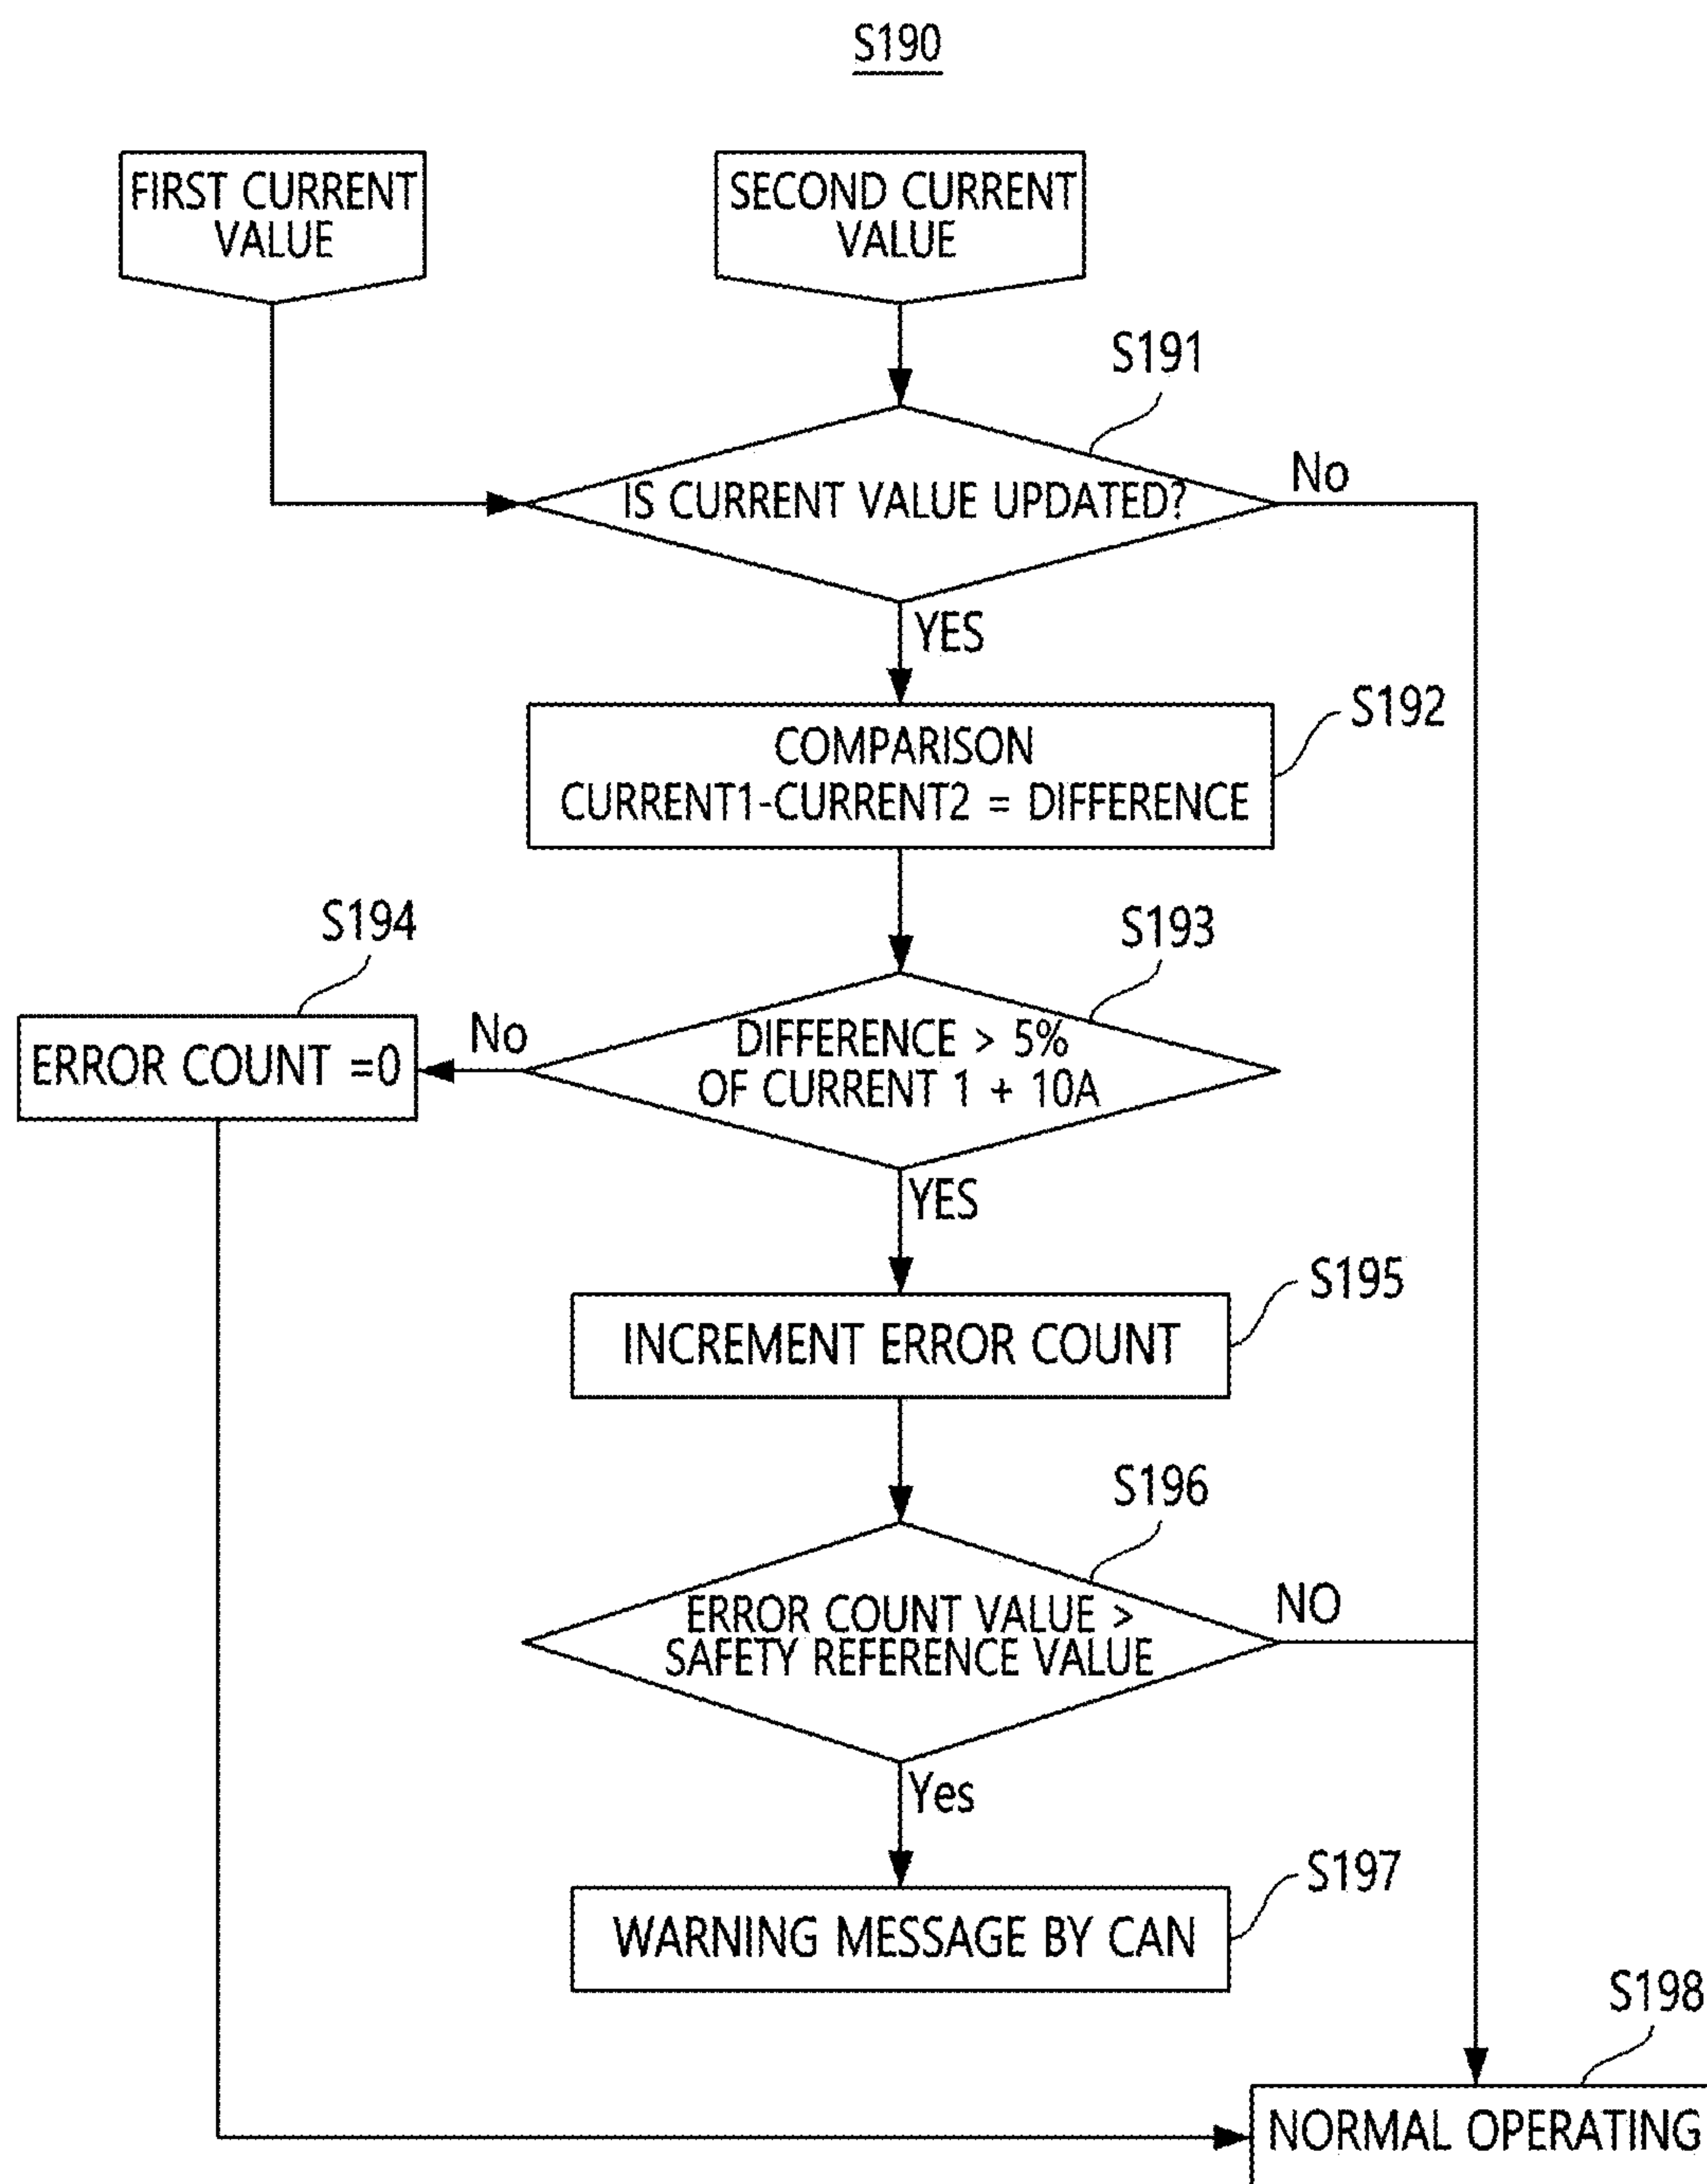 S190
FIRST CURRENT
VALUE
SECOND CURRENT
VALUE
S191
IS CURRENT VALUE UPDATED?
No
YES
S192
COMPARISON
CURRENT1-CURRENT2 = DIFFERENCE
S194
S193
ERROR COUNT =0
No
DIFFERENCE > 5%
OF CURRENT 1 + 10A
YES
S195
INCREMENT ERROR COUNT
S196
ERROR COUNT VALUE >
SAFETY REFERENCE VALUE
NO
Yes
S197
WARNING MESSAGE BY CAN
S198
NORMAL OPERATING